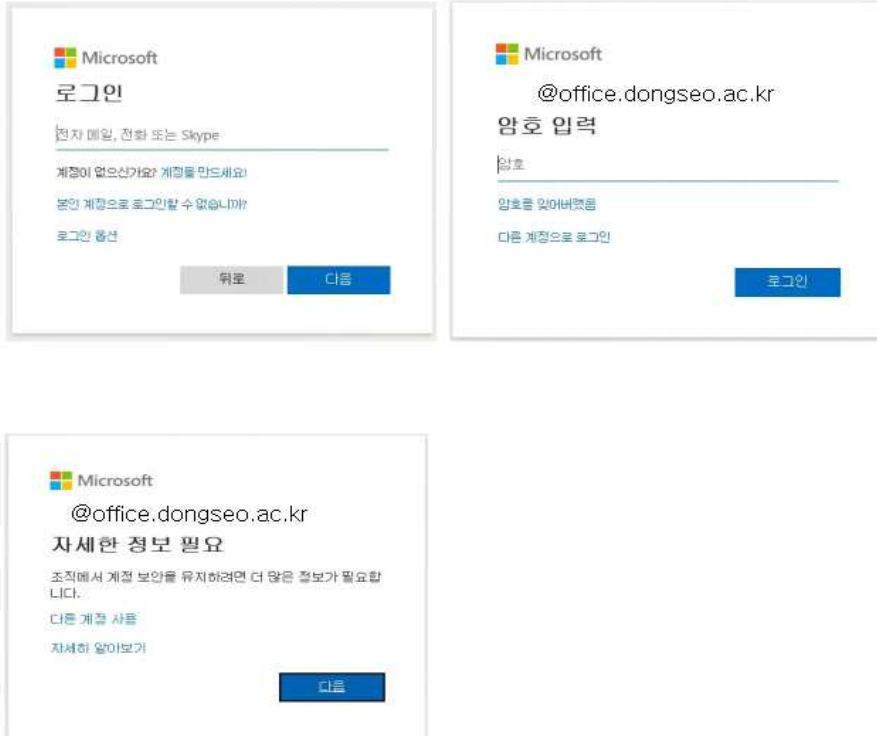 Microsoft
로그인
전자 메일, 전화 또는 Skype
계정이 없으신가요? 계정을 만드세요!
본인 계정으로 로그인할 수 없습니까?
로그인 옵션
뒤로 다음
Microsoft
@office.dongseo.ac.kr
암호 입력
암호
암호를 잊어버렸음
다른 계정으로 로그인
로그인
Microsoft
@office.dongseo.ac.kr
자세한 정보 필요
조직에서 계정 보안을 유지하려면 더 많은 정보가 필요합
니다.
다른 계정 사용
자세히 알아보기
다음